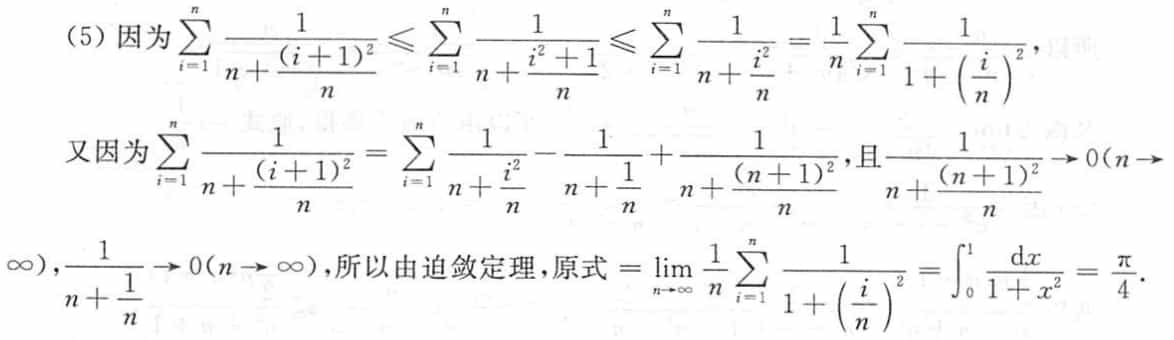 (5) 因为 $\sum_{i=1}^{n} \frac{1}{n+\frac{(i+1)^2}{n}} \leqslant \sum_{i=1}^{n} \frac{1}{n+\frac{i^2+1}{n}} \leqslant \sum_{i=1}^{n} \frac{1}{n+\frac{i^2}{n}} = \frac{1}{n} \sum_{i=1}^{n} \frac{1}{1+\left(\frac{i}{n}\right)^2}$,
又因为 $\sum_{i=1}^{n} \frac{1}{n+\frac{(i+1)^2}{n}} = \sum_{i=1}^{n} \frac{1}{n+\frac{i^2}{n}} - \frac{1}{n+\frac{1}{n}} + \frac{1}{n+\frac{(n+1)^2}{n}}$,且 $\frac{1}{n+\frac{(n+1)^2}{n}} \to 0(n \to$
$\infty)$,$\frac{1}{n+\frac{1}{n}} \to 0(n \to \infty)$,所以由迫敛定理,原式 $= \lim_{n \to \infty} \frac{1}{n} \sum_{i=1}^{n} \frac{1}{1+\left(\frac{i}{n}\right)^2} = \int_0^1 \frac{\mathrm{d}x}{1+x^2} = \frac{\pi}{4}$.